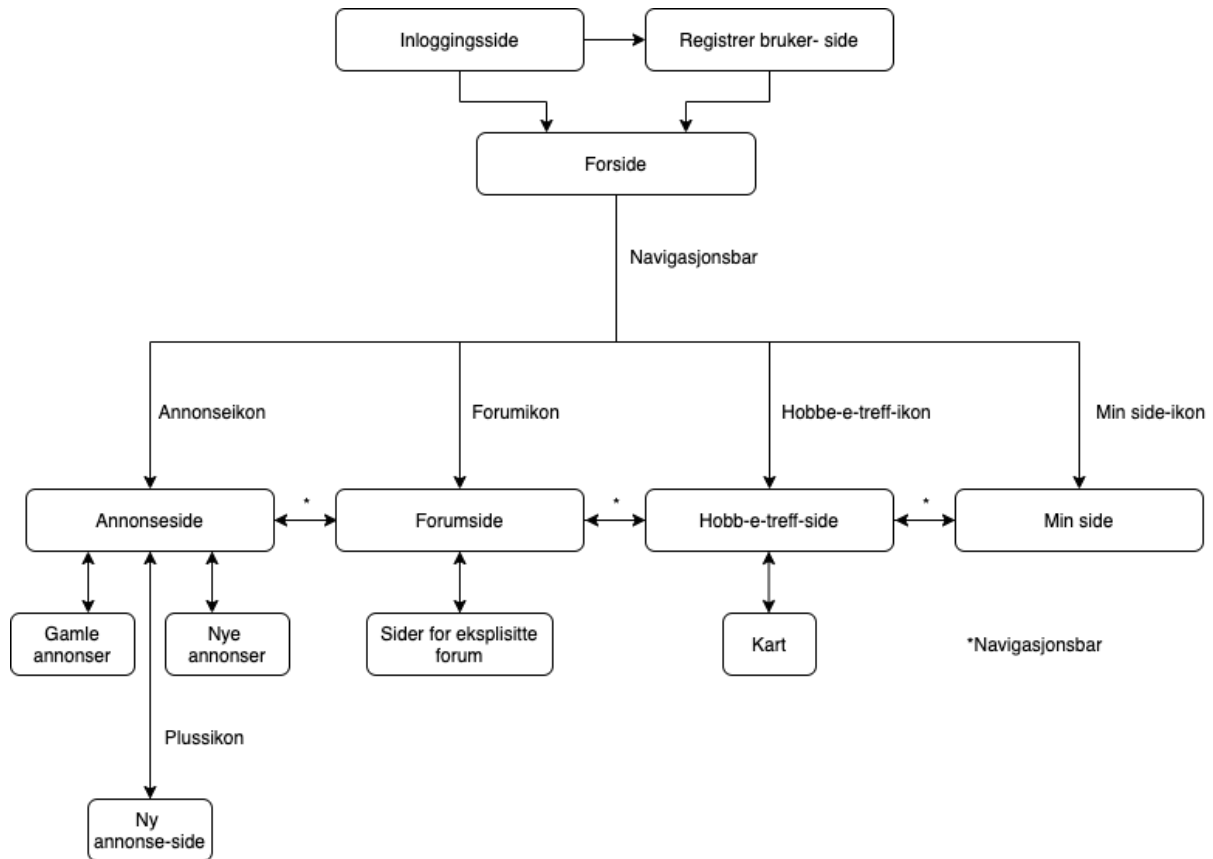 Inloggingsside
Registrer bruker- side
Forside
Navigasjonsbar
Annonseikon
Forumikon
Hobbe-e-treff-ikon
Min side-ikon
*
*
*
Annonseside
Forumside
Hobb-e-treff-side
Min side
Gamle
annonser
Nye
annonser
Sider for eksplisitte
forum
Kart
*Navigasjonsbar
Plussikon
Ny
annonse-side